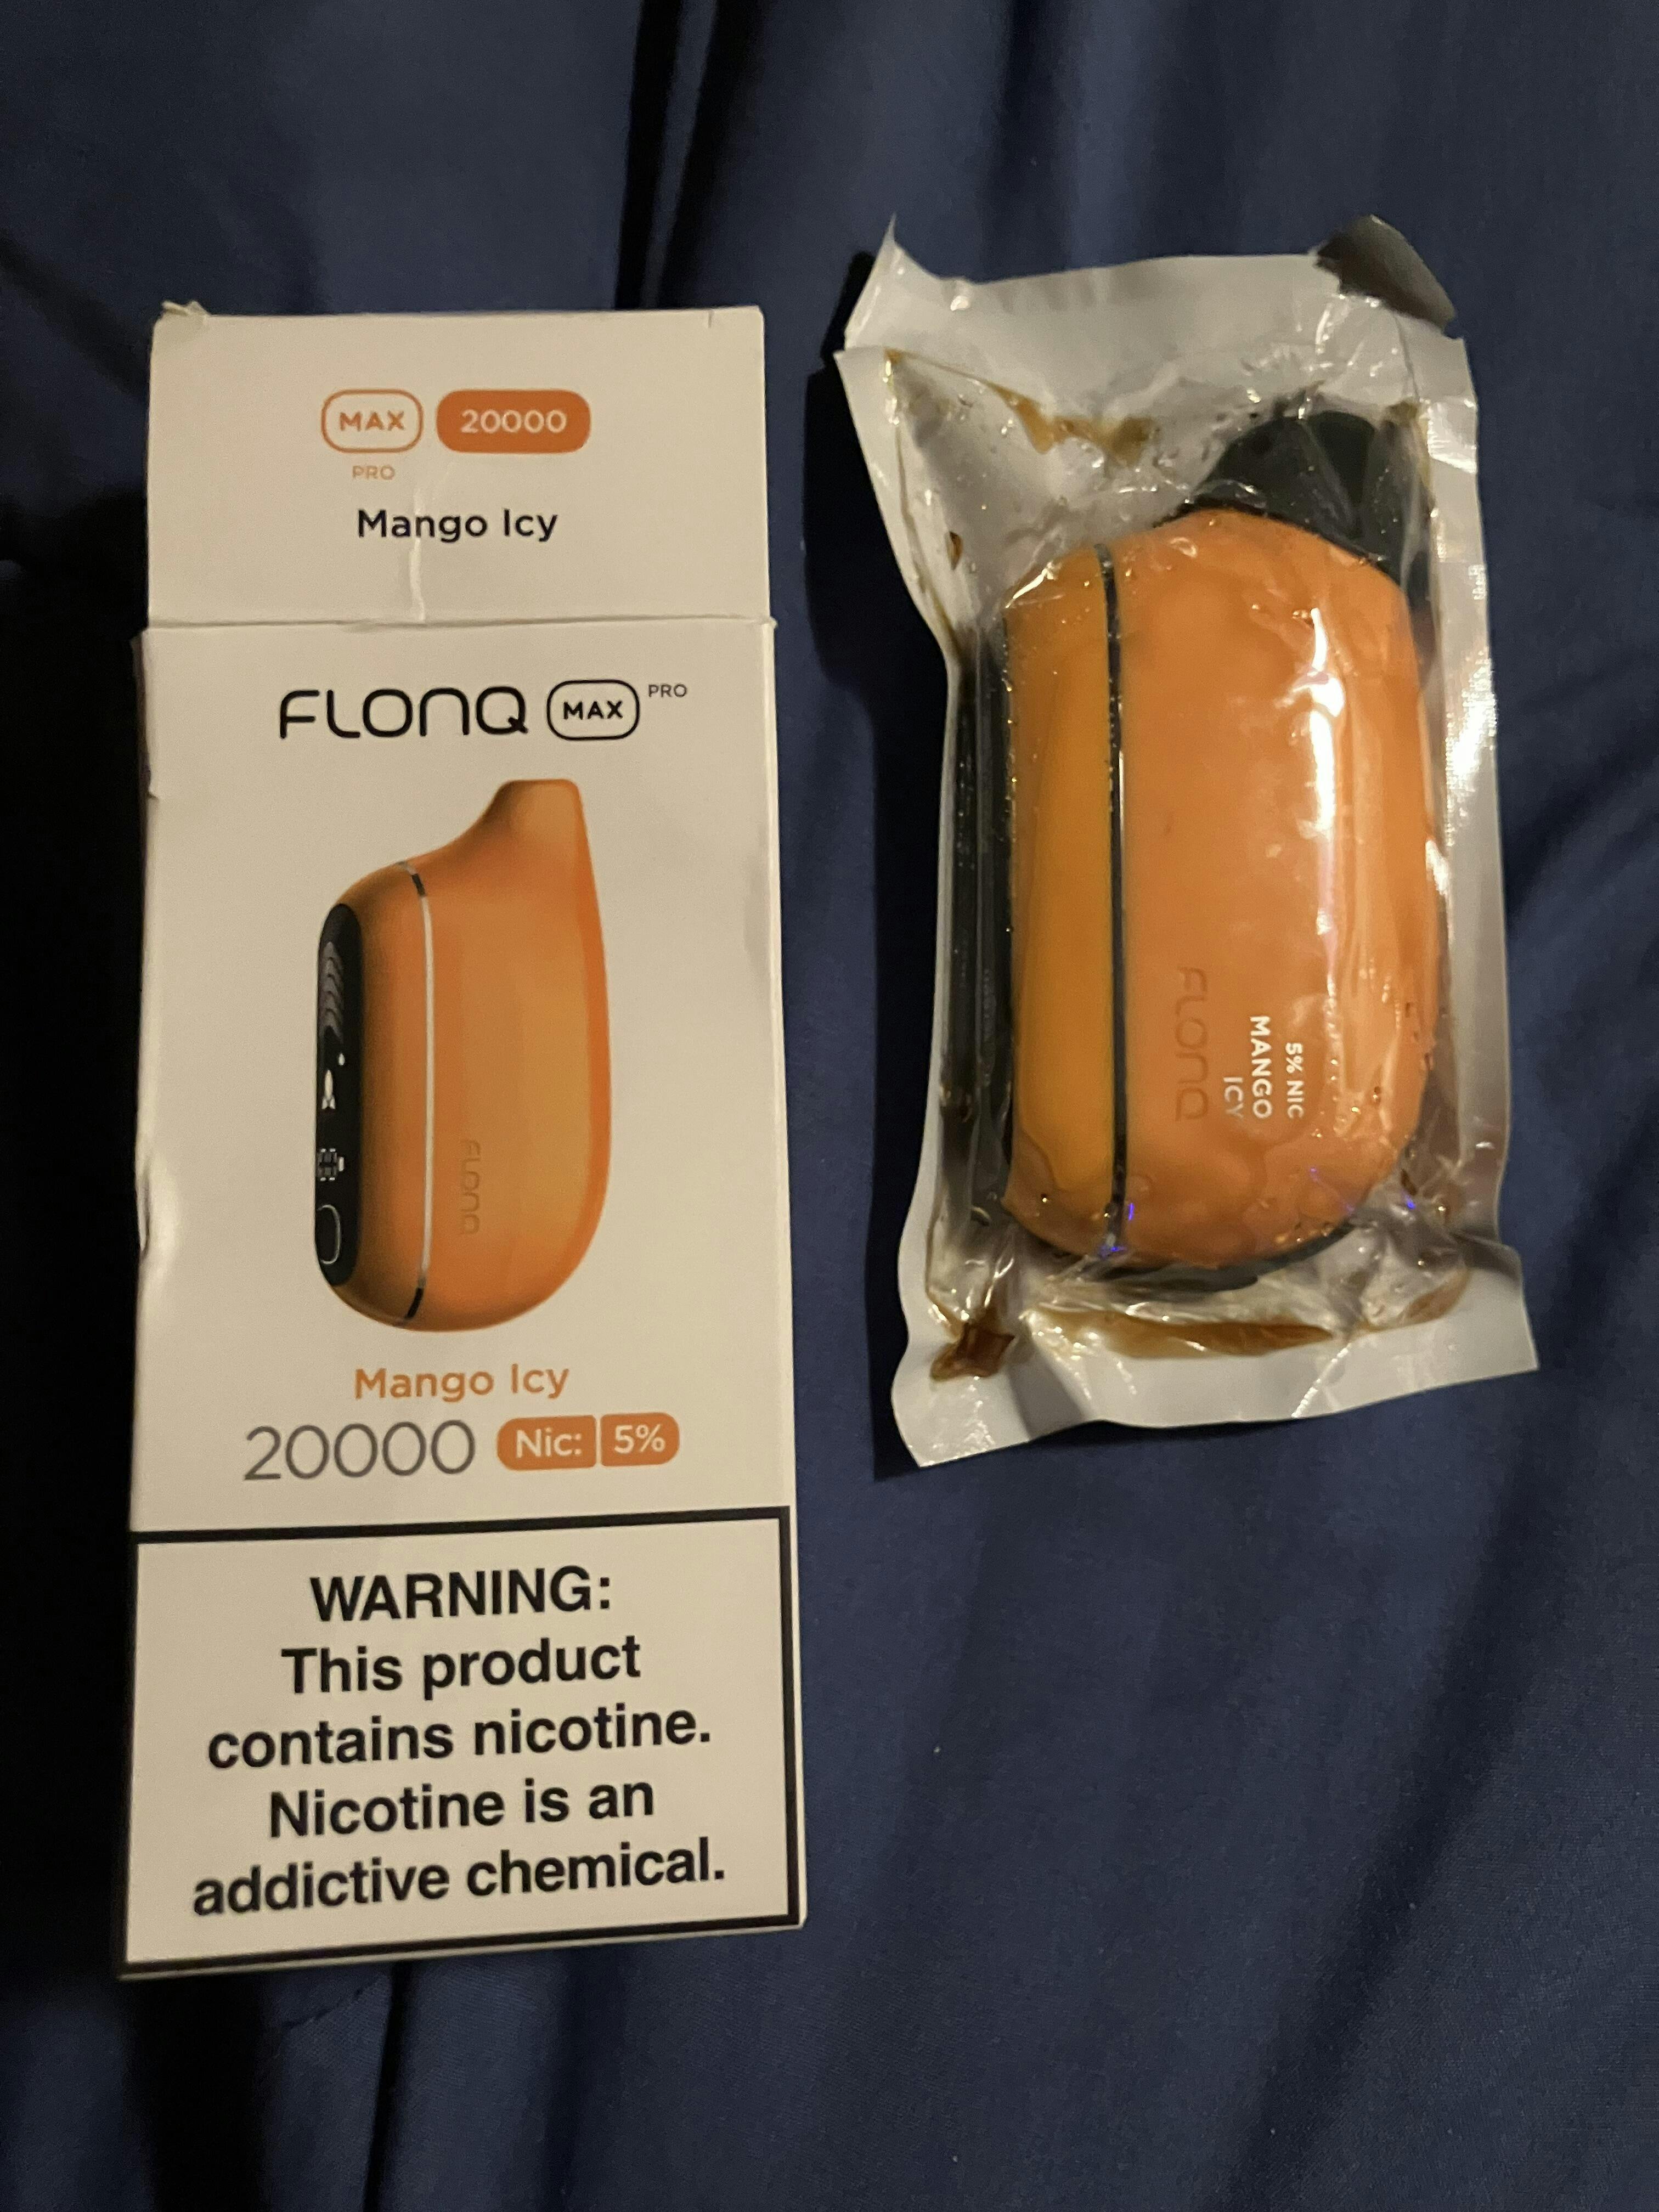 MAX 20000
PRO
Mango Icy
FLONQ MAX PRO
FLONQ
Mango Icy
20000 Nic: 5%
WARNING:
This product
contains nicotine.
Nicotine is an
addictive chemical.
FLONQ
MANGO
ICY
5% NIC